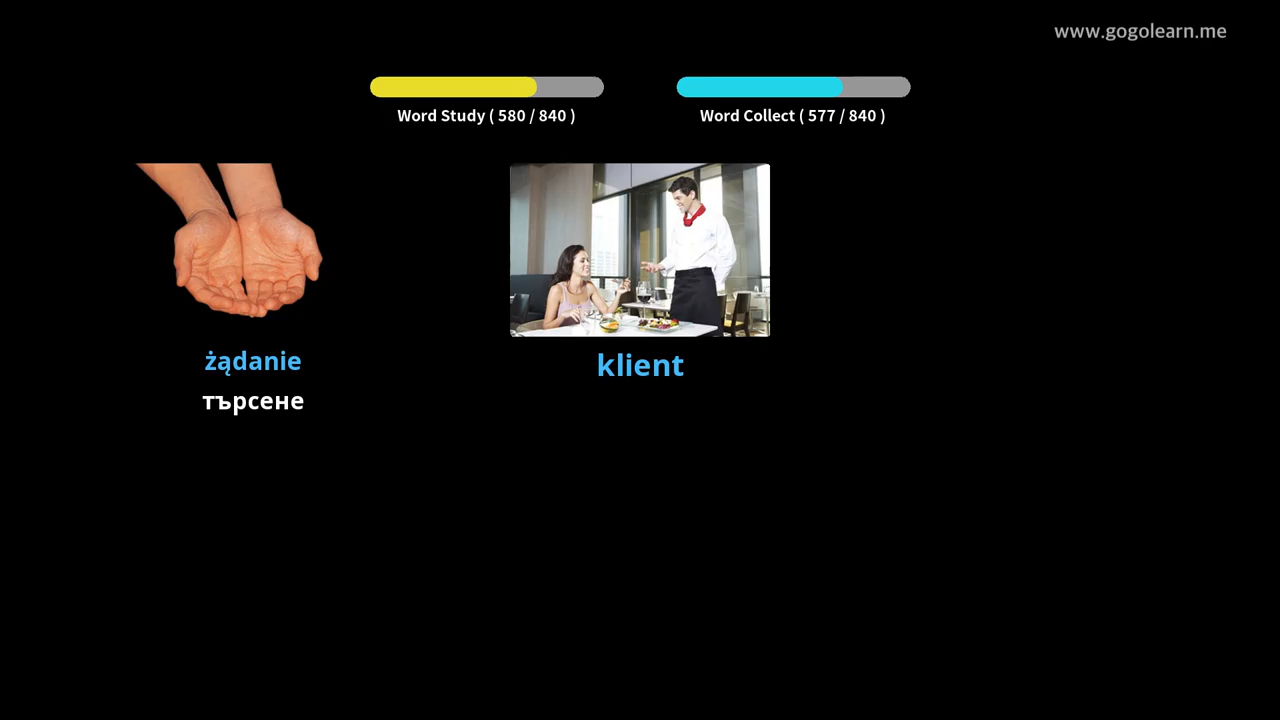 www.gogolearn.me
Word Study ( 580 / 840 )
Word Collect ( 577 / 840 )
żądanie
търсене
klient